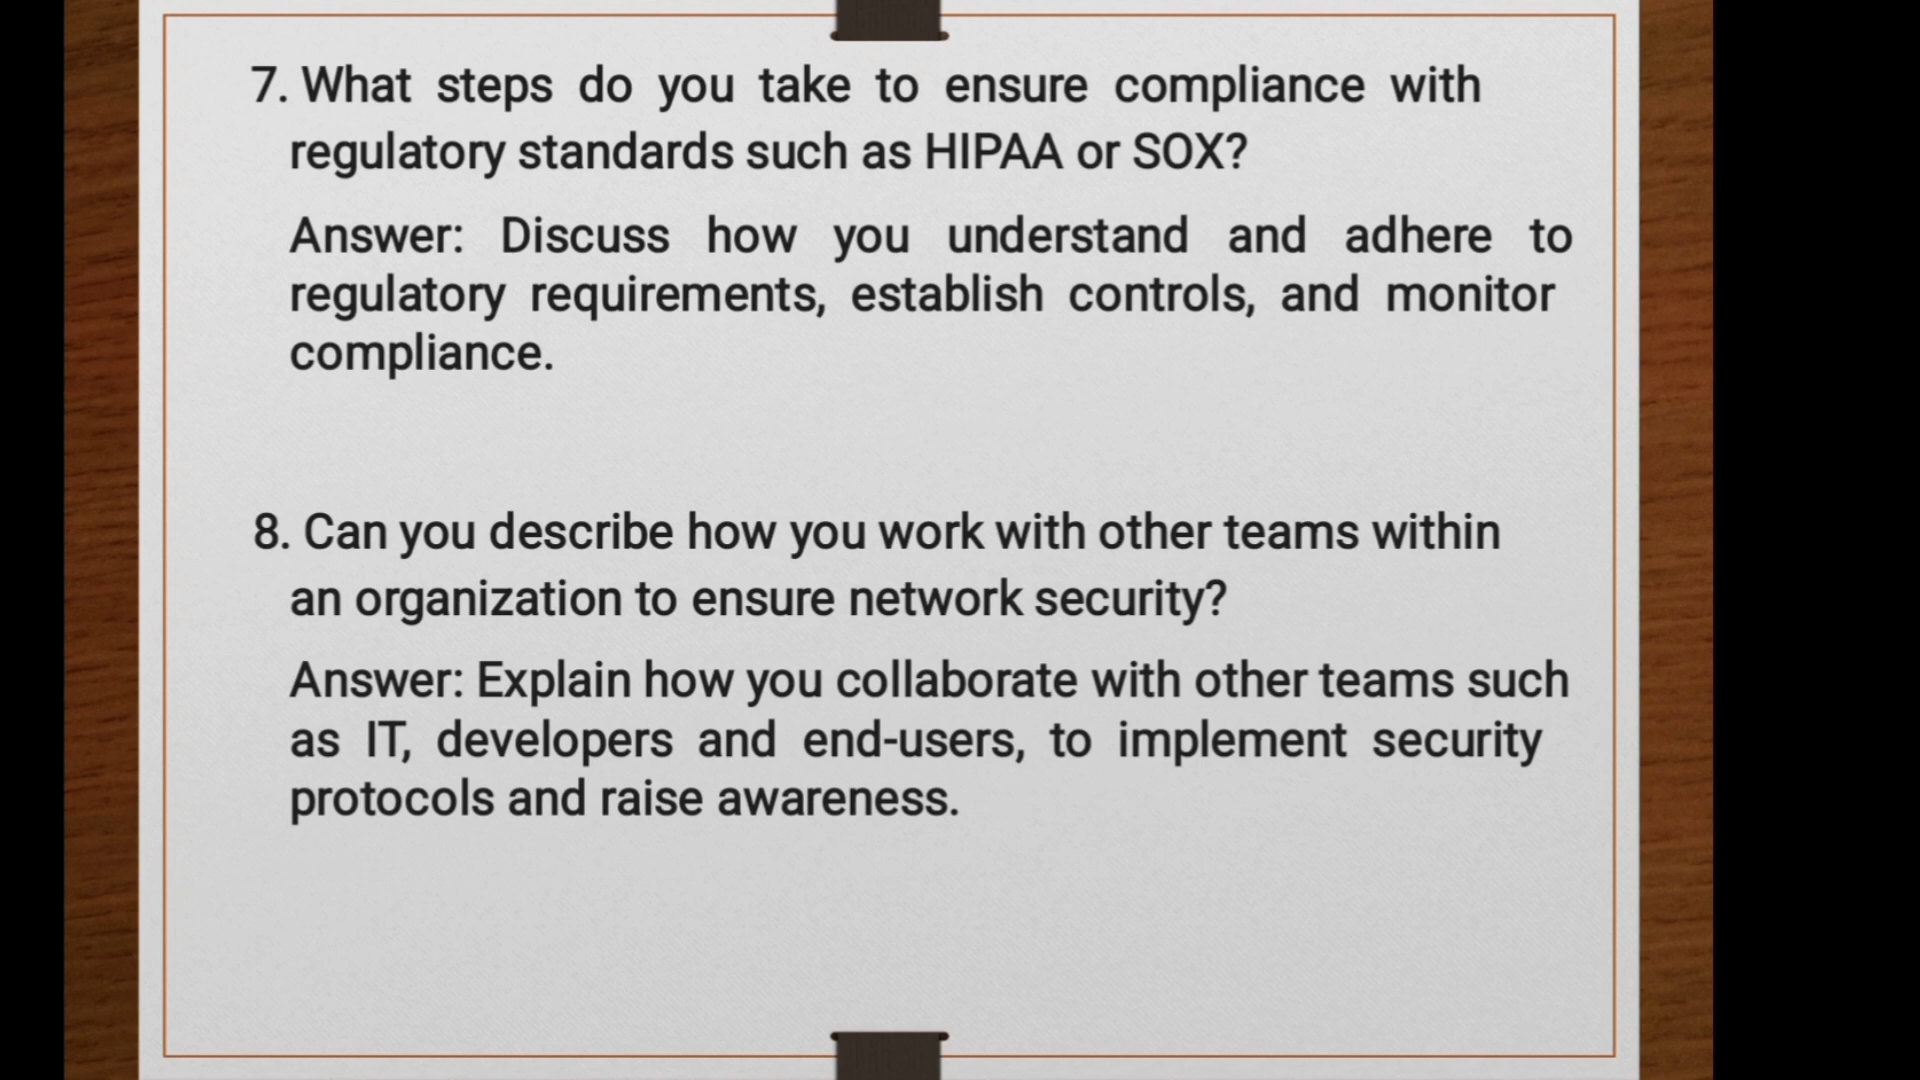 7. What steps do you take to ensure compliance with
regulatory standards such as HIPAA or SOX?
Answer: Discuss how you understand and adhere to
regulatory requirements, establish controls, and monitor
compliance.
8. Can you describe how you work with other teams within
an organization to ensure network security?
Answer: Explain how you collaborate with other teams such
as IT, developers and end-users, to implement security
protocols and raise awareness.